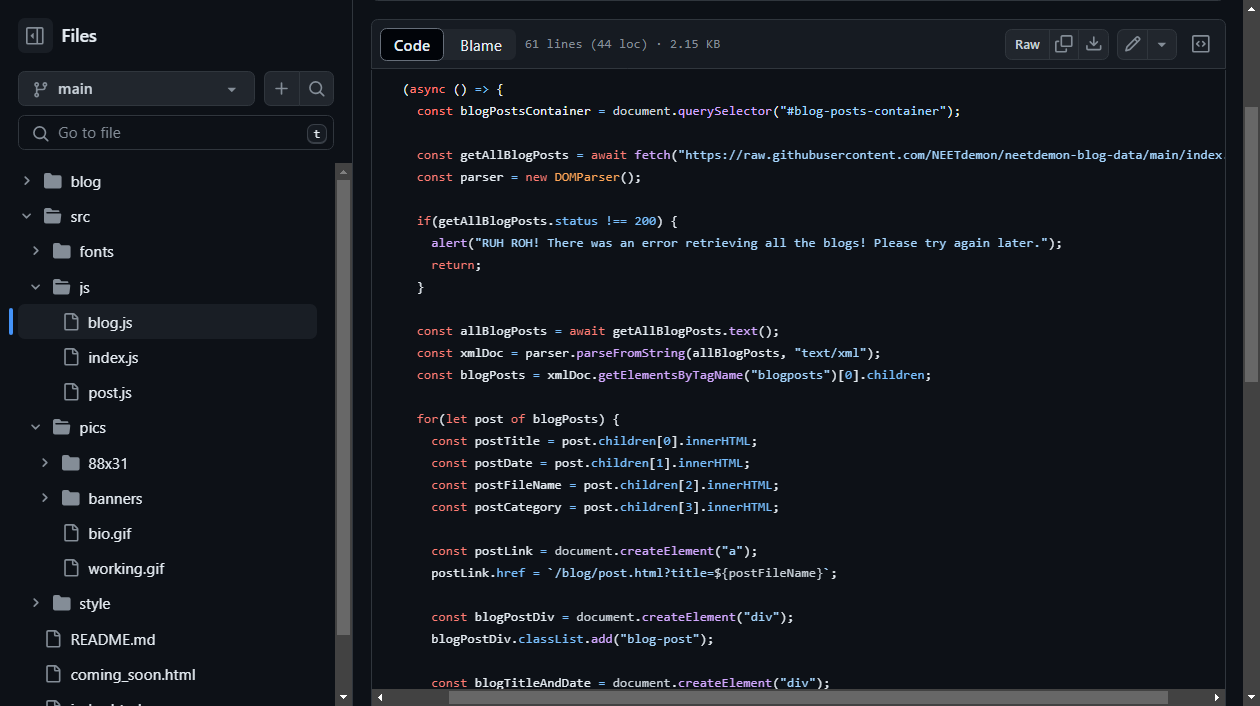 Files
main
Go to file
t
blog
src
fonts
js
blog.js
index.js
post.js
pics
88x31
banners
bio.gif
working.gif
style
README.md
coming_soon.html
Code
Blame
61 lines (44 loc) · 2.15 KB
Raw
(async () => {
const blogPostsContainer = document.querySelector("#blog-posts-container");
const getAllBlogPosts = await fetch("https://raw.githubusercontent.com/NEETdemon/neetdemon-blog-data/main/index.
const parser = new DOMParser();
if(getAllBlogPosts.status !== 200) {
alert("RUH ROH! There was an error retrieving all the blogs! Please try again later.");
return;
}
const allBlogPosts = await getAllBlogPosts.text();
const xmlDoc = parser.parseFromString(allBlogPosts, "text/xml");
const blogPosts = xmlDoc.getElementsByTagName("blogposts")[0].children;
for(let post of blogPosts) {
const postTitle = post.children[0].innerHTML;
const postDate = post.children[1].innerHTML;
const postFileName = post.children[2].innerHTML;
const postCategory = post.children[3].innerHTML;
const postLink = document.createElement("a");
postLink.href = `/blog/post.html?title=${postFileName}`;
const blogPostDiv = document.createElement("div");
blogPostDiv.classList.add("blog-post");
const blogTitleAndDate = document.createElement("div");